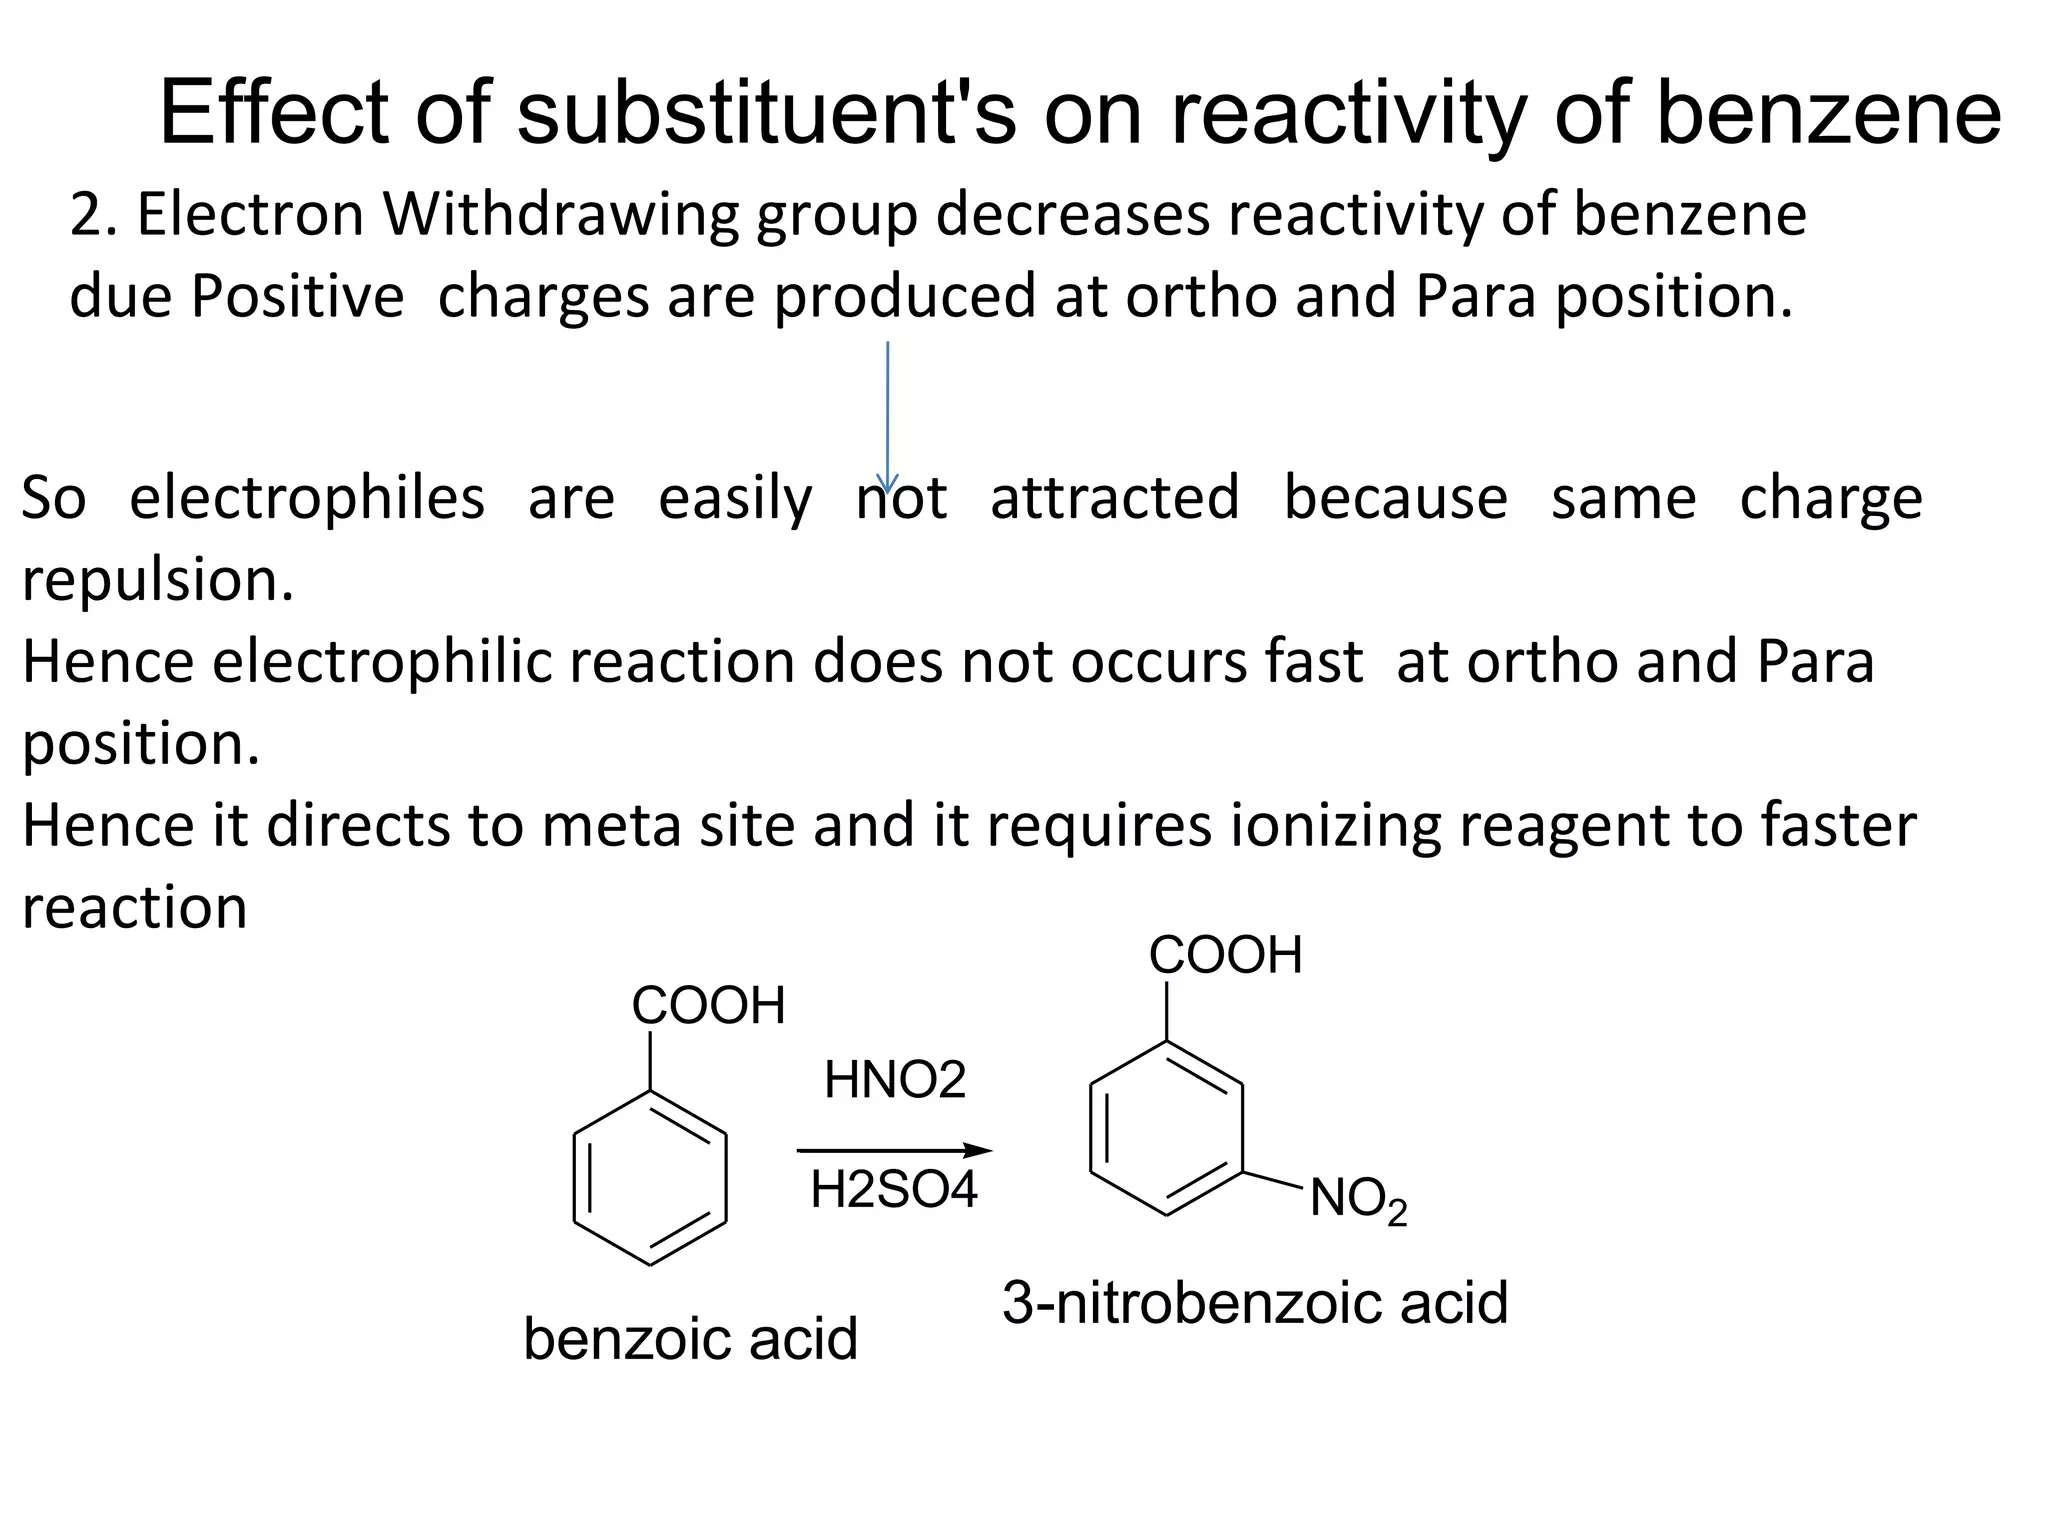 Effect of substituent's on reactivity of benzene
2. Electron Withdrawing group decreases reactivity of benzene
due Positive  charges are produced at ortho and Para position.
So electrophiles are easily not attracted because same charge
repulsion.
Hence electrophilic reaction does not occurs fast  at ortho and Para
position.
Hence it directs to meta site and it requires ionizing reagent to faster
reaction
COOH
HNO2
H2SO4
benzoic acid
COOH
NO2
3-nitrobenzoic acid